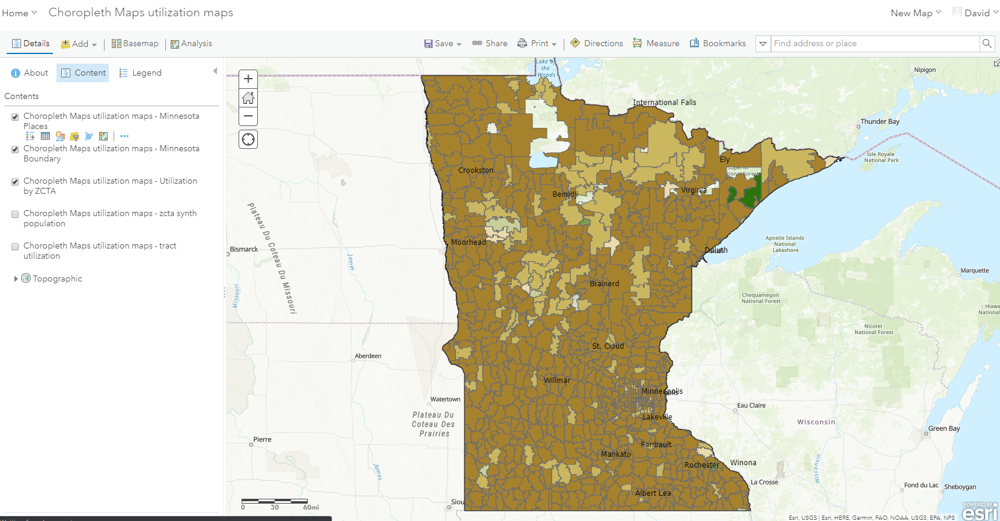 Home
Choropleth Maps utilization maps
New Map
David
Details
Add
Basemap
Analysis
Save
Share
Print
Directions
Measure
Bookmarks
Find address or place
About
Content
Legend
Contents
Choropleth Maps utilization maps - Minnesota
Places
Choropleth Maps utilization maps - Minnesota
Boundary
Choropleth Maps utilization maps - Utilization
by ZCTA
Choropleth Maps utilization maps - zcta synth
population
Choropleth Maps utilization maps - tract
utilization
Topographic
Lake of
the
Woods
Nipigon
International Falls
Thunder Bay
Isle Royale
National Park
Ely
Superior
Crookston
Bemidji
Virginia
Plateau Du Coteau Du Missouri
Moorhead
Bismarck
James
Duluth
Apostle Islands
National
Lakeshore
Marquette
Missouri
Brainerd
Chequamegon
National Forest
Hiawa
National
Nicolet
National Forest
St. Cloud
Aberdeen
Willmar
Minneapolis
Watertown
Eau Claire
Plateau Du
Coteau Des
Prairies
Lakeville
Wisconsin
Green Bay
Pierre
Faribault
Mankato
Rochester
Winona
James
Wisconsin
La Crosse
Fond du Lac
Sheboygan
Albert Lea
Siou
0 30 60mi
POWERED BY
esri
Esri, USGS | Esri, HERE, Garmin, FAO, NOAA, USGS, EPA, NPS